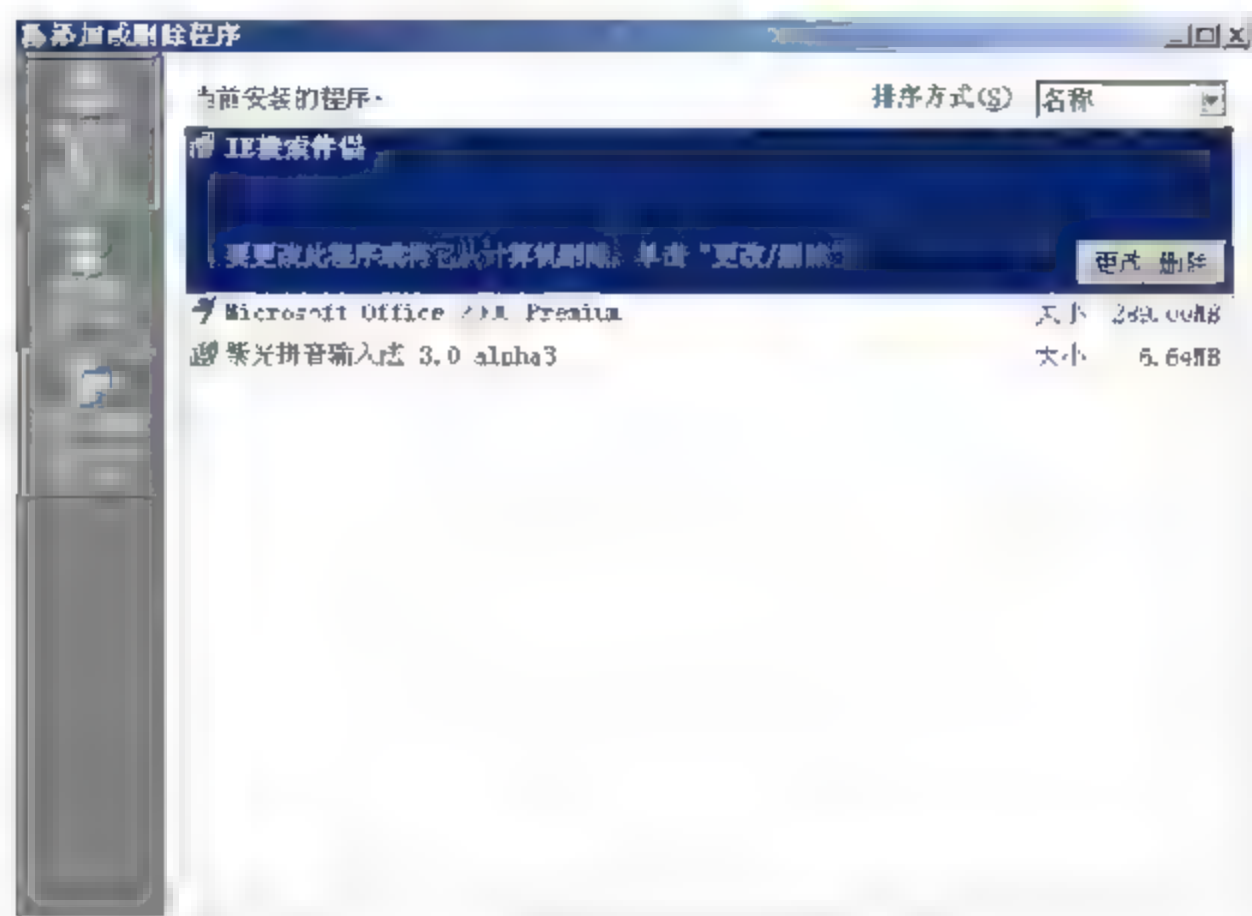 添加或删除程序
当前安装的程序:
排序方式(S) 名称
IE搜索伴侣
要更改此程序或将它从计算机删除，单击"更改/删除"
更改/删除
Microsoft Office Premium 大小
紫光拼音输入法 3.0 alpha3 大小 6.64MB